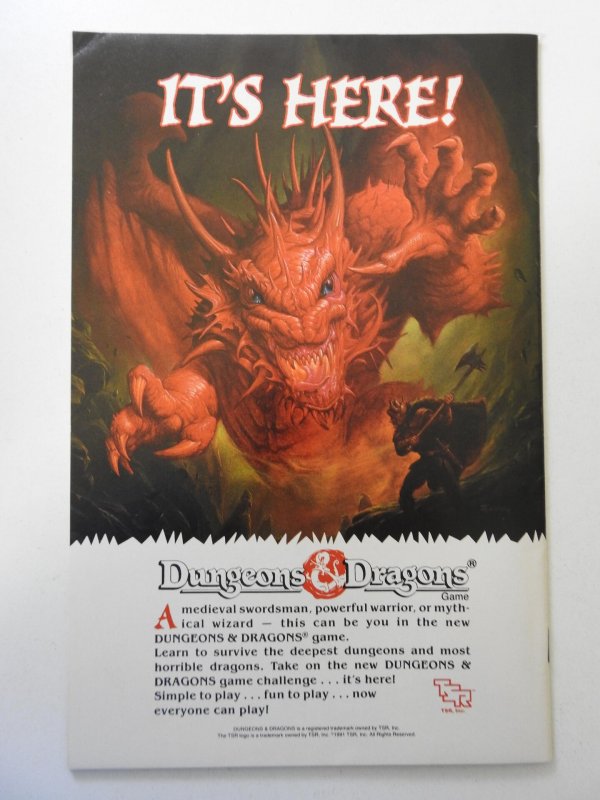 IT'S HERE!
Dungeons & Dragons®
Game
A medieval swordsman, powerful warrior, or myth-
ical wizard — this can be you in the new
DUNGEONS & DRAGONS® game.
Learn to survive the deepest dungeons and most
horrible dragons. Take on the new DUNGEONS &
DRAGONS game challenge . . . it's here!
Simple to play . . . fun to play . . . now
everyone can play!
TSR
TSR, Inc.
DUNGEONS & DRAGONS is a registered trademark owned by TSR, Inc.
The TSR logo is a trademark owned by TSR, Inc. ©1991 TSR, Inc. All Rights Reserved.